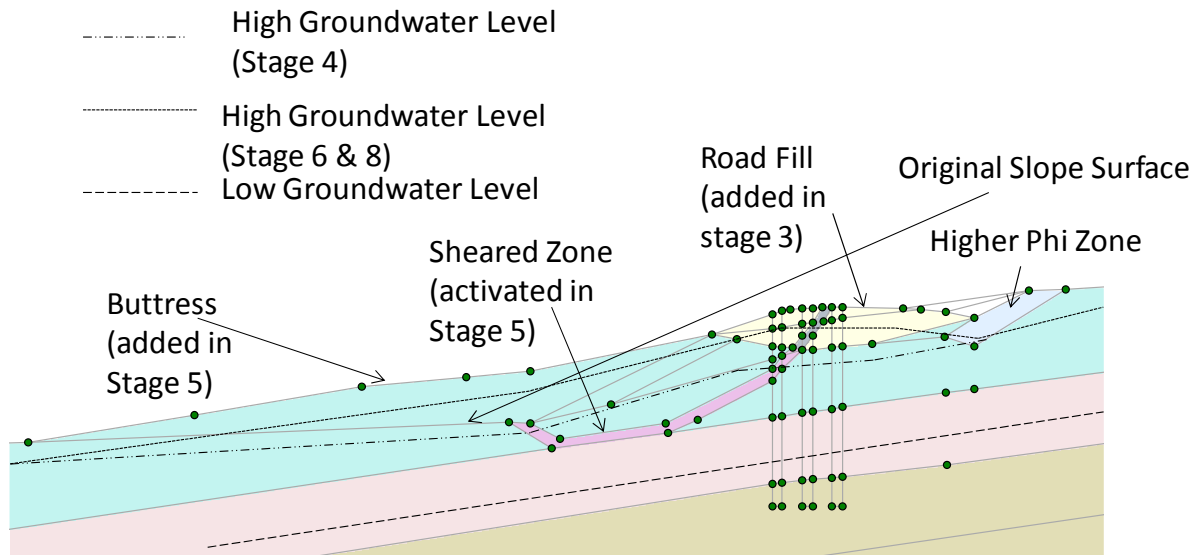 High Groundwater Level
(Stage 4)
High Groundwater Level
(Stage 6 & 8)
Low Groundwater Level
Road Fill
(added in
stage 3)
Original Slope Surface
Higher Phi Zone
Sheared Zone
(activated in
Stage 5)
Buttress
(added in
Stage 5)